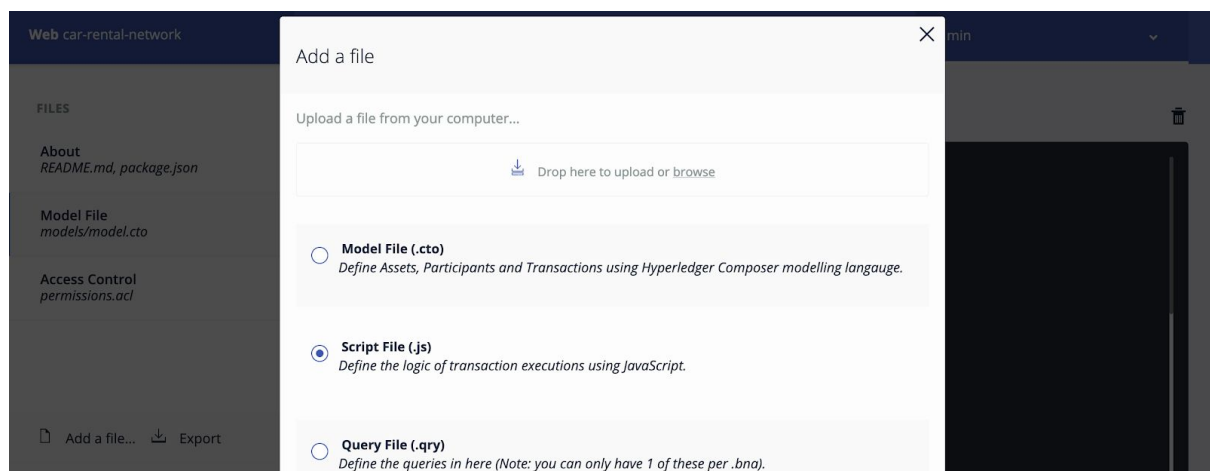 Web car-rental-network
min
Add a file
FILES
Upload a file from your computer...
About
README.md, package.json
Drop here to upload or browse
Model File
models/model.cto
Model File (.cto)
Define Assets, Participants and Transactions using Hyperledger Composer modelling langauge.
Access Control
permissions.acl
Script File (.js)
Define the logic of transaction executions using JavaScript.
Add a file... Export
Query File (.qry)
Define the queries in here (Note: you can only have 1 of these per .bna).